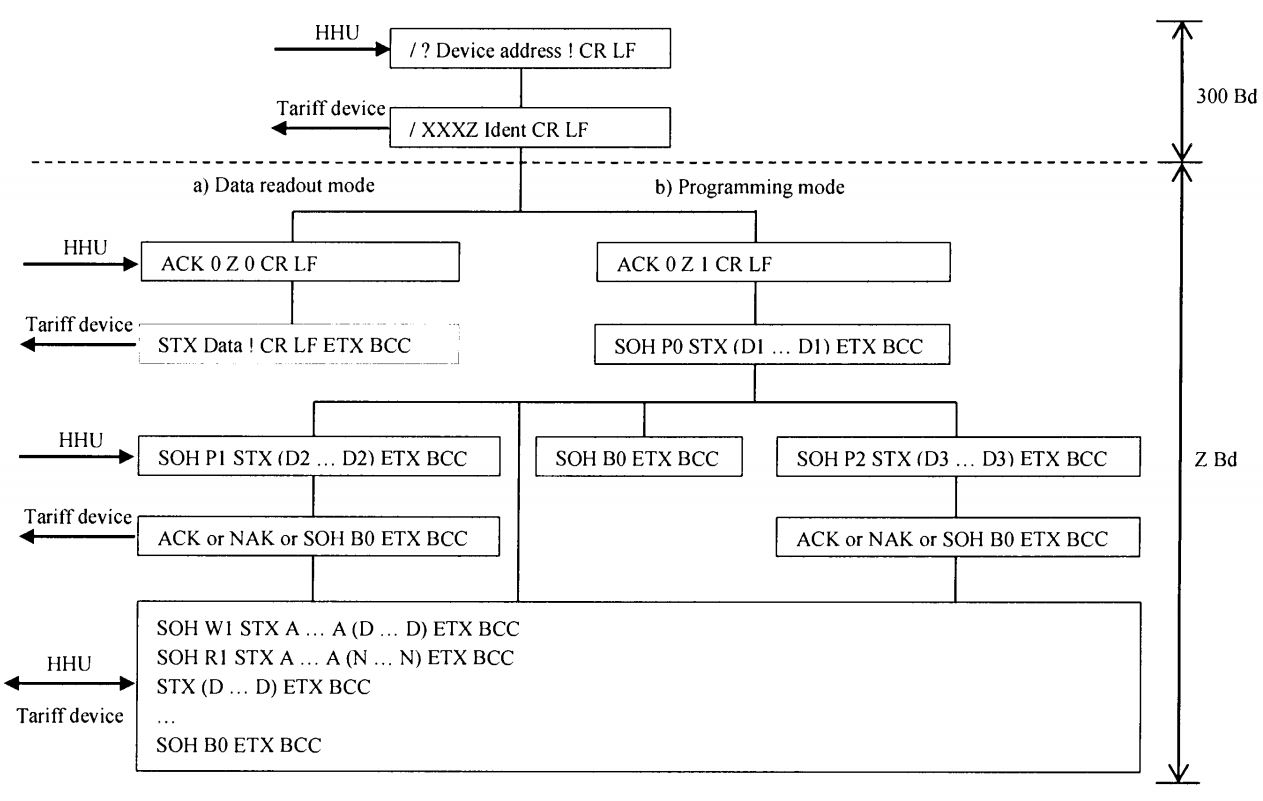 HHU
/ ? Device address ! CR LF
Tariff device
/ XXXZ Ident CR LF
300 Bd
a) Data readout mode
b) Programming mode
HHU
ACK 0 Z 0 CR LF
ACK 0 Z 1 CR LF
Tariff device
STX Data ! CR LF ETX BCC
SOH P0 STX (D1 ... D1) ETX BCC
HHU
SOH P1 STX (D2 ... D2) ETX BCC
SOH B0 ETX BCC
SOH P2 STX (D3 ... D3) ETX BCC
Z Bd
Tariff device
ACK or NAK or SOH B0 ETX BCC
ACK or NAK or SOH B0 ETX BCC
SOH W1 STX A ... A (D ... D) ETX BCC
SOH R1 STX A ... A (N ... N) ETX BCC
STX (D ... D) ETX BCC
...
SOH B0 ETX BCC
HHU
Tariff device